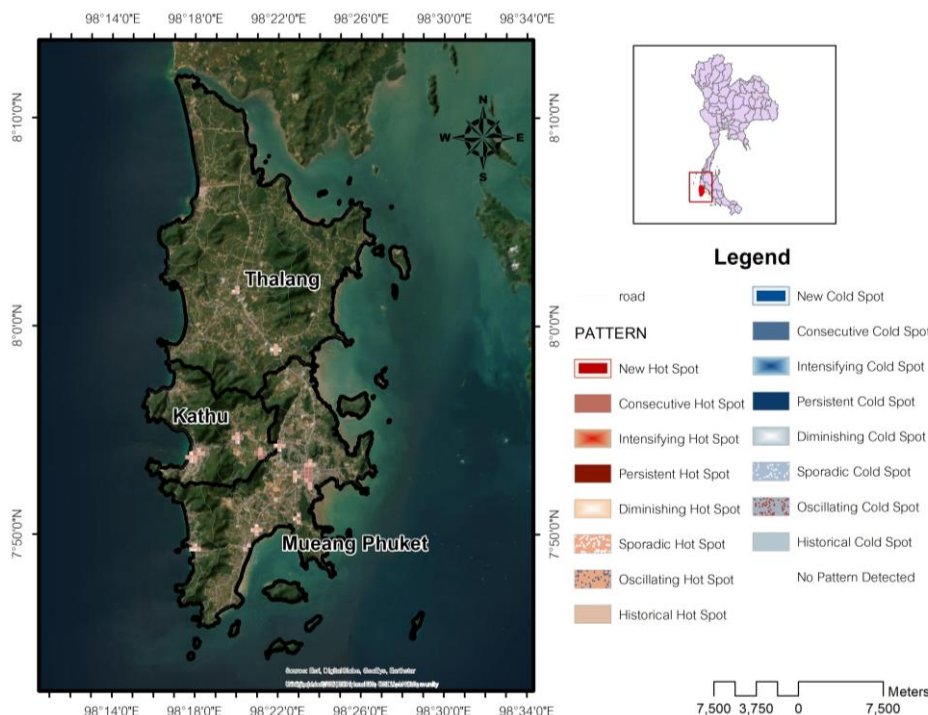 98°14'0"E 98°18'0"E 98°22'0"E 98°26'0"E 98°30'0"E 98°34'0"E
8°10'0"N
8°0'0"N
7°50'0"N
N
W E
S
Thalang
Kathu
Mueang Phuket
Source: Esri, DigitalGlobe, GeoEye, Earthstar
98°14'0"E 98°18'0"E 98°22'0"E 98°26'0"E 98°30'0"E 98°34'0"E
8°10'0"N
8°0'0"N
7°50'0"N
Legend
road
PATTERN
New Hot Spot
Consecutive Hot Spot
Intensifying Hot Spot
Persistent Hot Spot
Diminishing Hot Spot
Sporadic Hot Spot
Oscillating Hot Spot
Historical Hot Spot
New Cold Spot
Consecutive Cold Spot
Intensifying Cold Spot
Persistent Cold Spot
Diminishing Cold Spot
Sporadic Cold Spot
Oscillating Cold Spot
Historical Cold Spot
No Pattern Detected
Meters
7,500 3,750 0 7,500